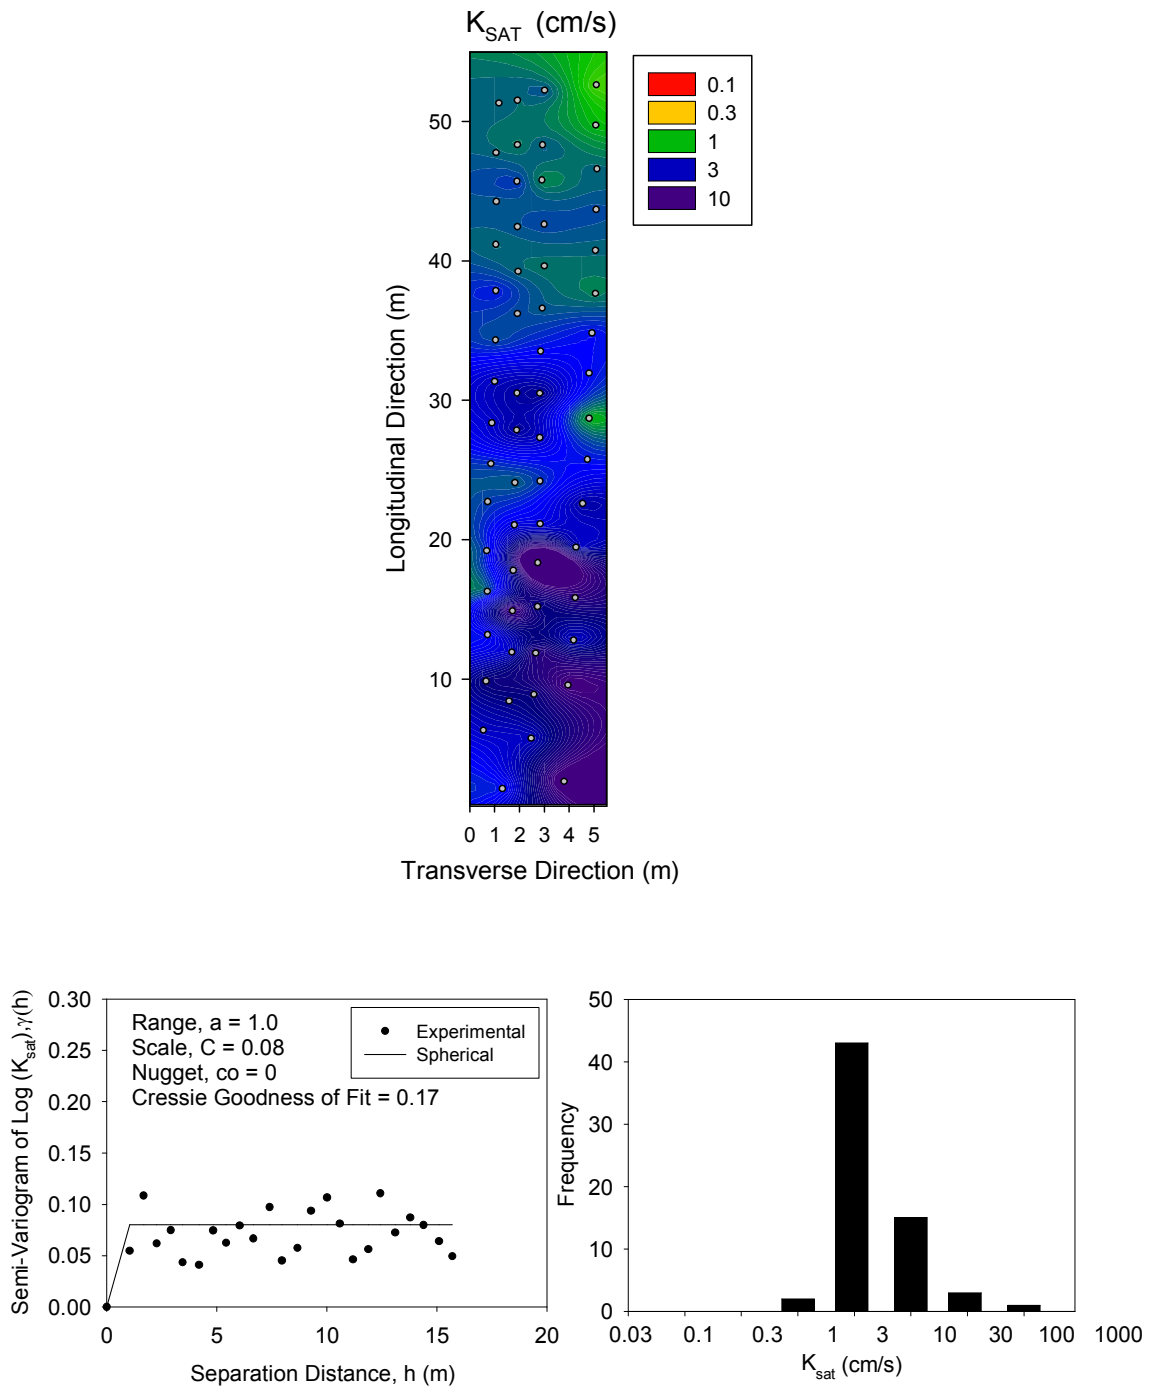 K_SAT (cm/s)
0.1
0.3
1
3
10
50
40
30
20
10
Longitudinal Direction (m)
0 1 2 3 4 5
Transverse Direction (m)
0.30
0.25
0.20
0.15
0.10
0.05
0.00
Semi-Variogram of Log (K_sat),γ(h)
Range, a = 1.0
Scale, C = 0.08
Nugget, co = 0
Cressie Goodness of Fit = 0.17
Experimental
Spherical
0 5 10 15 20
Separation Distance, h (m)
50
40
30
20
10
0
Frequency
0.03 0.1 0.3 1 3 10 30 100 1000
K_sat (cm/s)